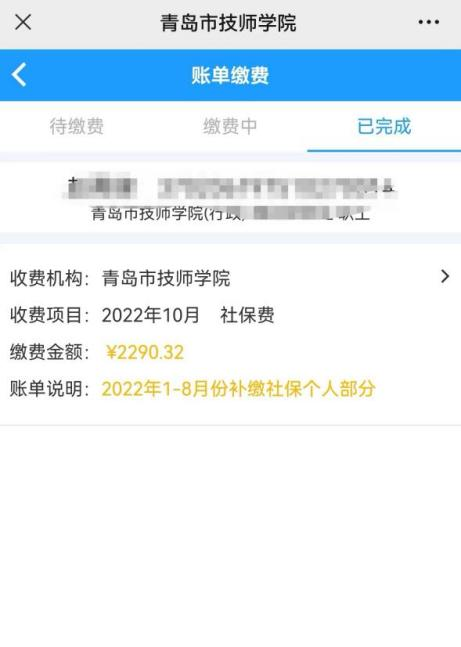 青岛市技师学院
账单缴费
待缴费 缴费中 已完成
青岛市技师学院(行政 职工
收费机构：青岛市技师学院
收费项目：2022年10月 社保费
缴费金额：¥2290.32
账单说明：2022年1-8月份补缴社保个人部分